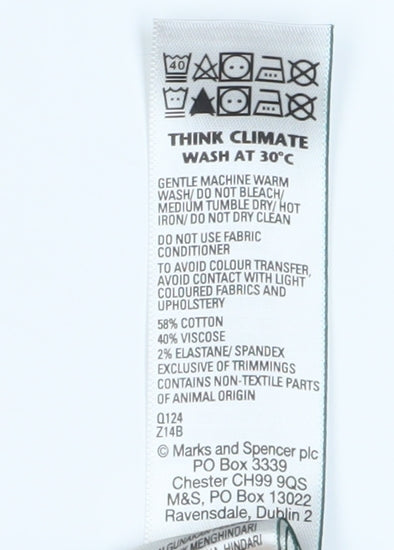 40
THINK CLIMATE
WASH AT 30°C
GENTLE MACHINE WARM
WASH/ DO NOT BLEACH/
MEDIUM TUMBLE DRY/ HOT
IRON/ DO NOT DRY CLEAN
DO NOT USE FABRIC
CONDITIONER
TO AVOID COLOUR TRANSFER,
AVOID CONTACT WITH LIGHT
COLOURED FABRICS AND
UPHOLSTERY
58% COTTON
40% VISCOSE
2% ELASTANE/ SPANDEX
EXCLUSIVE OF TRIMMINGS
CONTAINS NON-TEXTILE PARTS
OF ANIMAL ORIGIN
Q124
Z14B
© Marks and Spencer plc
PO Box 3339
Chester CH99 9QS
M&S, PO Box 13022
Ravensdale, Dublin 2
MENGHINDARI
HINDARI